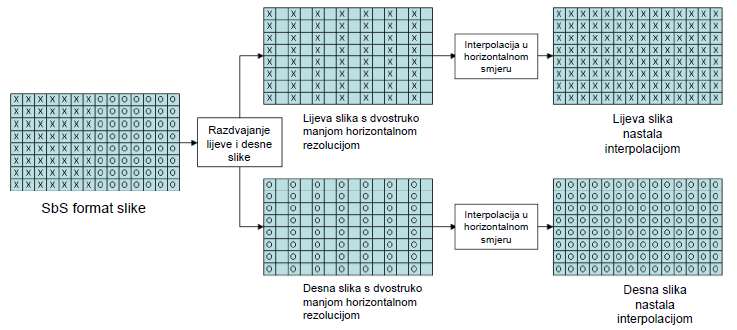 X X X X X X X
X X X X X X X
X X X X X X X
X X X X X X X
X X X X X X X
X X X X X X X
X X X X X X X
X X X X X X X
Lijeva slika s dvostruko
manjom horizontalnom
rezolucijom
Interpolacija u
horizontalnom
smjeru
X X X X X X X X X X X X X X
X X X X X X X X X X X X X X
X X X X X X X X X X X X X X
X X X X X X X X X X X X X X
X X X X X X X X X X X X X X
X X X X X X X X X X X X X X
X X X X X X X X X X X X X X
X X X X X X X X X X X X X X
Lijeva slika
nastala
interpolacijom
X X X X X X X O O O O O O O
X X X X X X X O O O O O O O
X X X X X X X O O O O O O O
X X X X X X X O O O O O O O
X X X X X X X O O O O O O O
X X X X X X X O O O O O O O
X X X X X X X O O O O O O O
X X X X X X X O O O O O O O
SbS format slike
Razdvajanje
lijeve i desne
slike
O O O O O O O
O O O O O O O
O O O O O O O
O O O O O O O
O O O O O O O
O O O O O O O
O O O O O O O
O O O O O O O
Desna slika s dvostruko
manjom horizontalnom
rezolucijom
Interpolacija u
horizontalnom
smjeru
O O O O O O O O O O O O O O
O O O O O O O O O O O O O O
O O O O O O O O O O O O O O
O O O O O O O O O O O O O O
O O O O O O O O O O O O O O
O O O O O O O O O O O O O O
O O O O O O O O O O O O O O
O O O O O O O O O O O O O O
Desna slika
nastala
interpolacijom